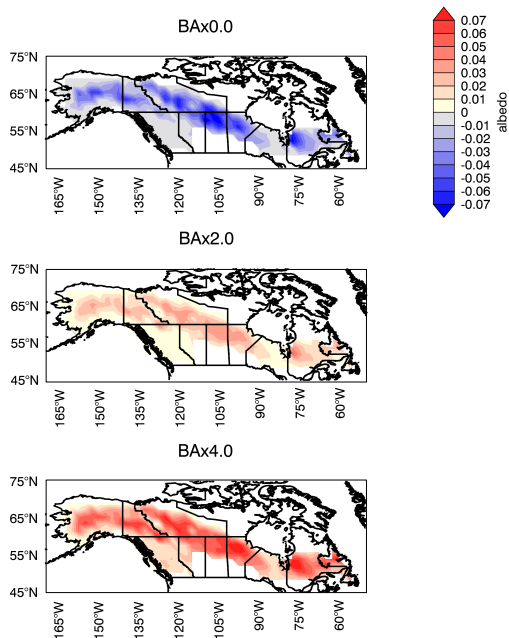 BAx0.0
75°N
65°N
55°N
45°N
165°W
150°W
135°W
120°W
105°W
90°W
75°W
60°W
0.07
0.06
0.05
0.04
0.03
0.02
0.01
0
-0.01
-0.02
-0.03
-0.04
-0.05
-0.06
-0.07
albedo
BAx2.0
75°N
65°N
55°N
45°N
165°W
150°W
135°W
120°W
105°W
90°W
75°W
60°W
BAx4.0
75°N
65°N
55°N
45°N
165°W
150°W
135°W
120°W
105°W
90°W
75°W
60°W